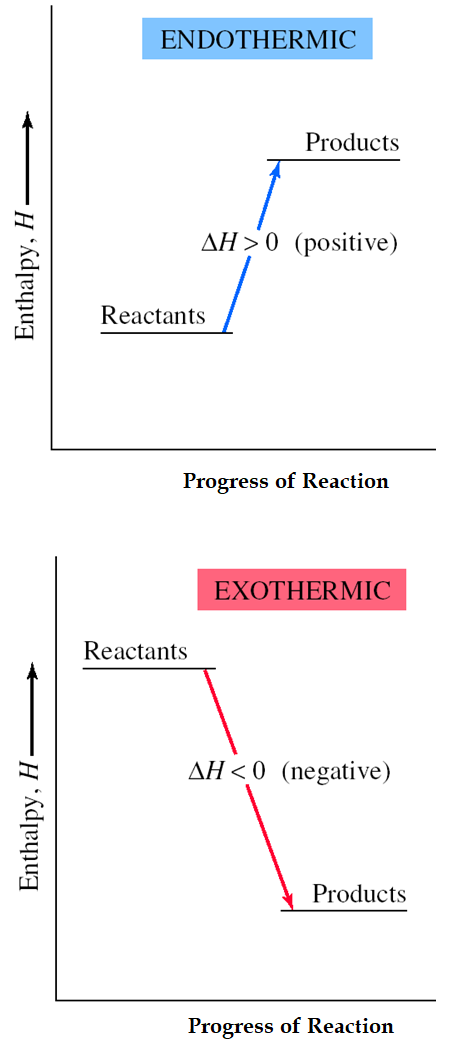 ENDOTHERMIC
Products
ΔH > 0 (positive)
Reactants
Enthalpy, H
Progress of Reaction
EXOTHERMIC
Reactants
ΔH < 0 (negative)
Products
Enthalpy, H
Progress of Reaction